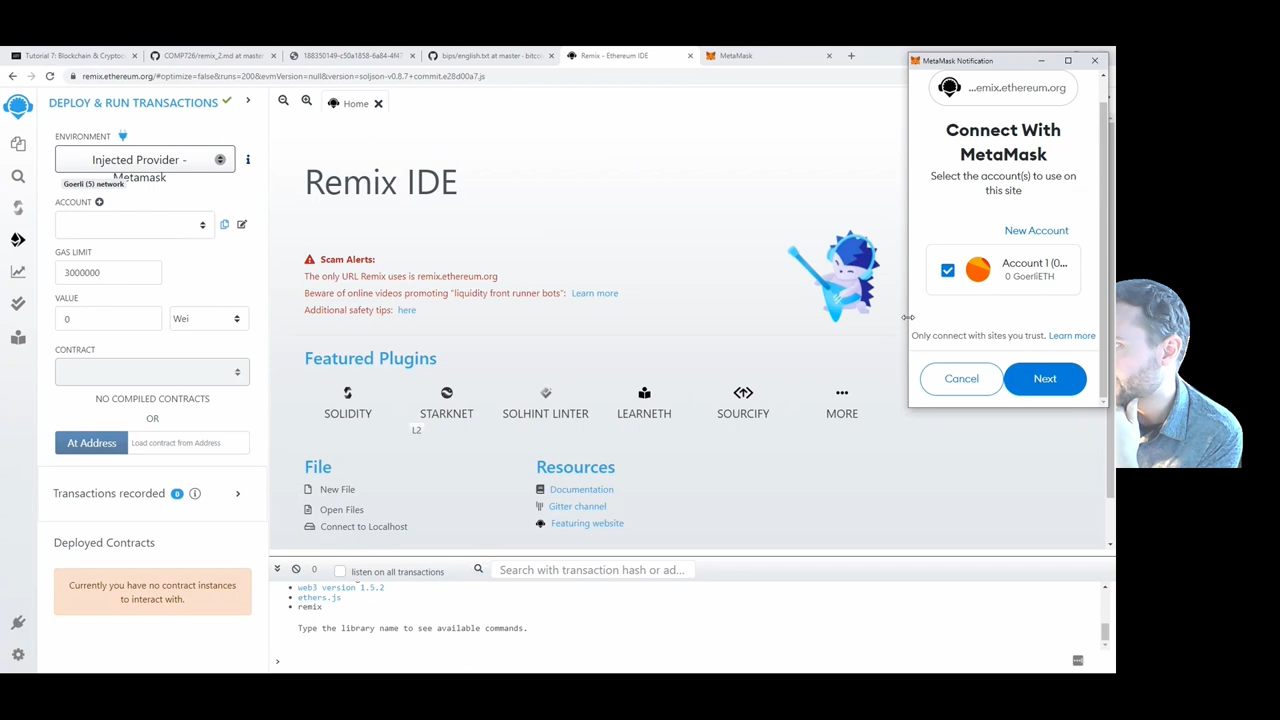 Tutorial 7: Blockchain & Cryptoc
COMP726/remix_2.md at master
188350149-c50a1858-6a84-4f47
bips/english.txt at master · bitco
Remix - Ethereum IDE
MetaMask
remix.ethereum.org/#optimize=false&runs=200&evmVersion=null&version=soljson-v0.8.7+commit.e28d00a7.js
DEPLOY & RUN TRANSACTIONS
ENVIRONMENT
Injected Provider -
Metamask
Goerli (5) network
ACCOUNT
GAS LIMIT
3000000
VALUE
0
Wei
CONTRACT
NO COMPILED CONTRACTS
OR
At Address
Load contract from Address
Transactions recorded 0
Deployed Contracts
Currently you have no contract instances
to interact with.
Home
Remix IDE
Scam Alerts:
The only URL Remix uses is remix.ethereum.org
Beware of online videos promoting "liquidity front runner bots": Learn more
Additional safety tips: here
Featured Plugins
SOLIDITY
STARKNET
SOLHINT LINTER
LEARNETH
SOURCIFY
MORE
L2
File
New File
Open Files
Connect to Localhost
Resources
Documentation
Gitter channel
Featuring website
0
listen on all transactions
Search with transaction hash or ad...
web3 version 1.5.2
ethers.js
remix
Type the library name to see available commands.
>
MetaMask Notification
...emix.ethereum.org
Connect With
MetaMask
Select the account(s) to use on
this site
New Account
Account 1 (0...
0 GoerliETH
Only connect with sites you trust. Learn more
Cancel
Next